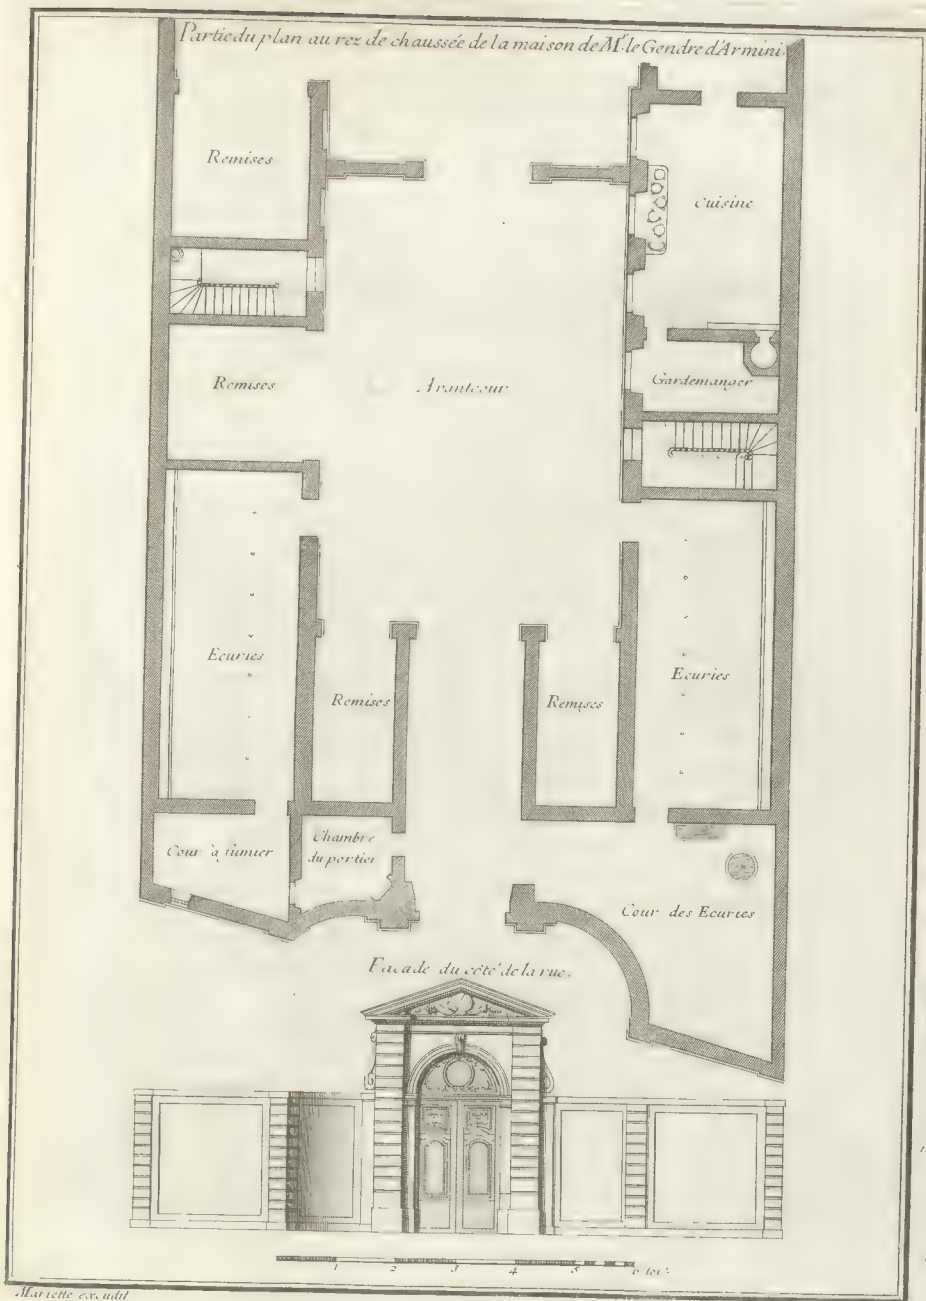 Partie du plan au rez de chaussée de la maison de Mr. le Gendre d'Armini.
Remises
Cuisine
Remises
Avantcour
Gardemanger
Ecuries
Ecuries
Remises
Remises
Cour à fumier
Chambre
du portier
Cour des Ecuries
Facade du côté de la rue.
1 2 3 4 5 6 toi.
Mariette excudit